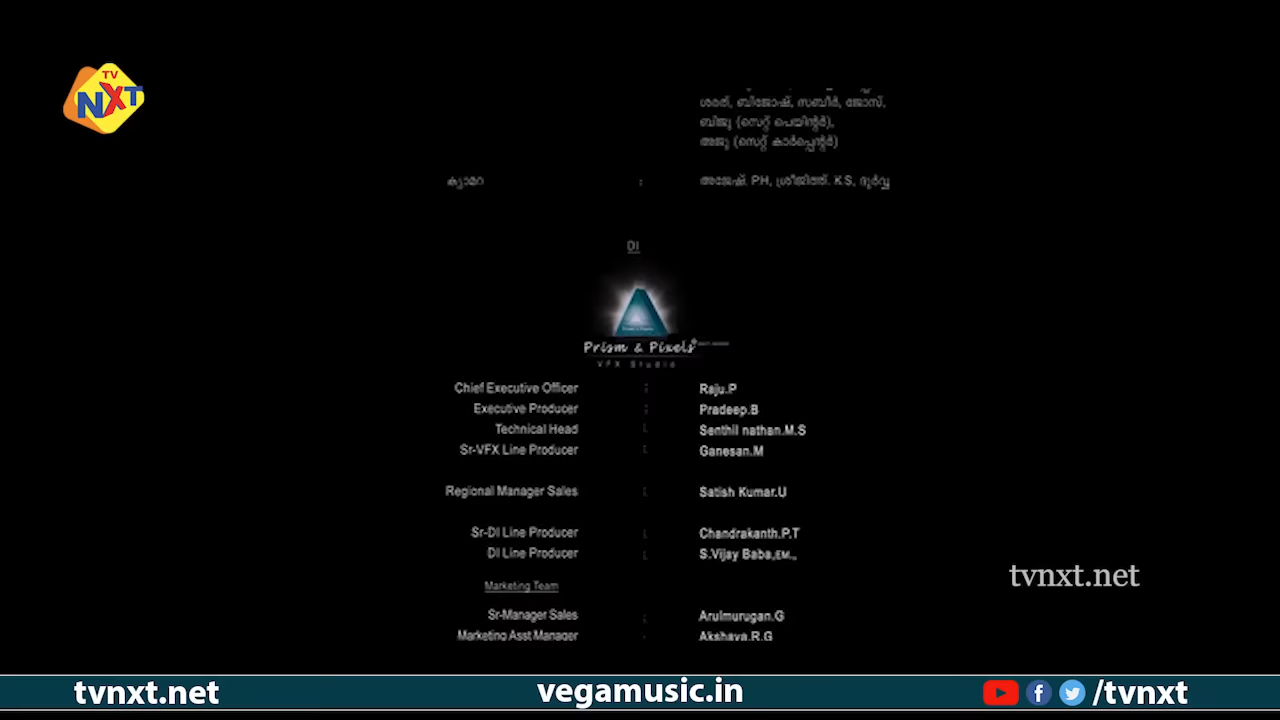 TV
NXT
ശരത്, ബിജോഷ്, സബീർ, ജോസ്,
ബിജു (സെറ്റ് പെയിന്റർ),
അജു (സെറ്റ് കാർപ്പെന്റർ)
ക്യാമറ : അജേഷ്. P.H, ശ്രീജിത്ത്. K.S, ദൂർവ്വ
DI
Prism & Pixels
VFX Studio
Chief Executive Officer : Raju.P
Executive Producer : Pradeep.B
Technical Head : Senthil nathan.M.S
Sr-VFX Line Producer : Ganesan.M
Regional Manager Sales : Satish Kumar.U
Sr-DI Line Producer : Chandrakanth.P.T
DI Line Producer : S.Vijay Baba,EM.,
Marketing Team
Sr-Manager Sales : Arulmurugan.G
Marketing Asst Manager : Akshaya.R.G
tvnxt.net
tvnxt.net vegamusic.in /tvnxt